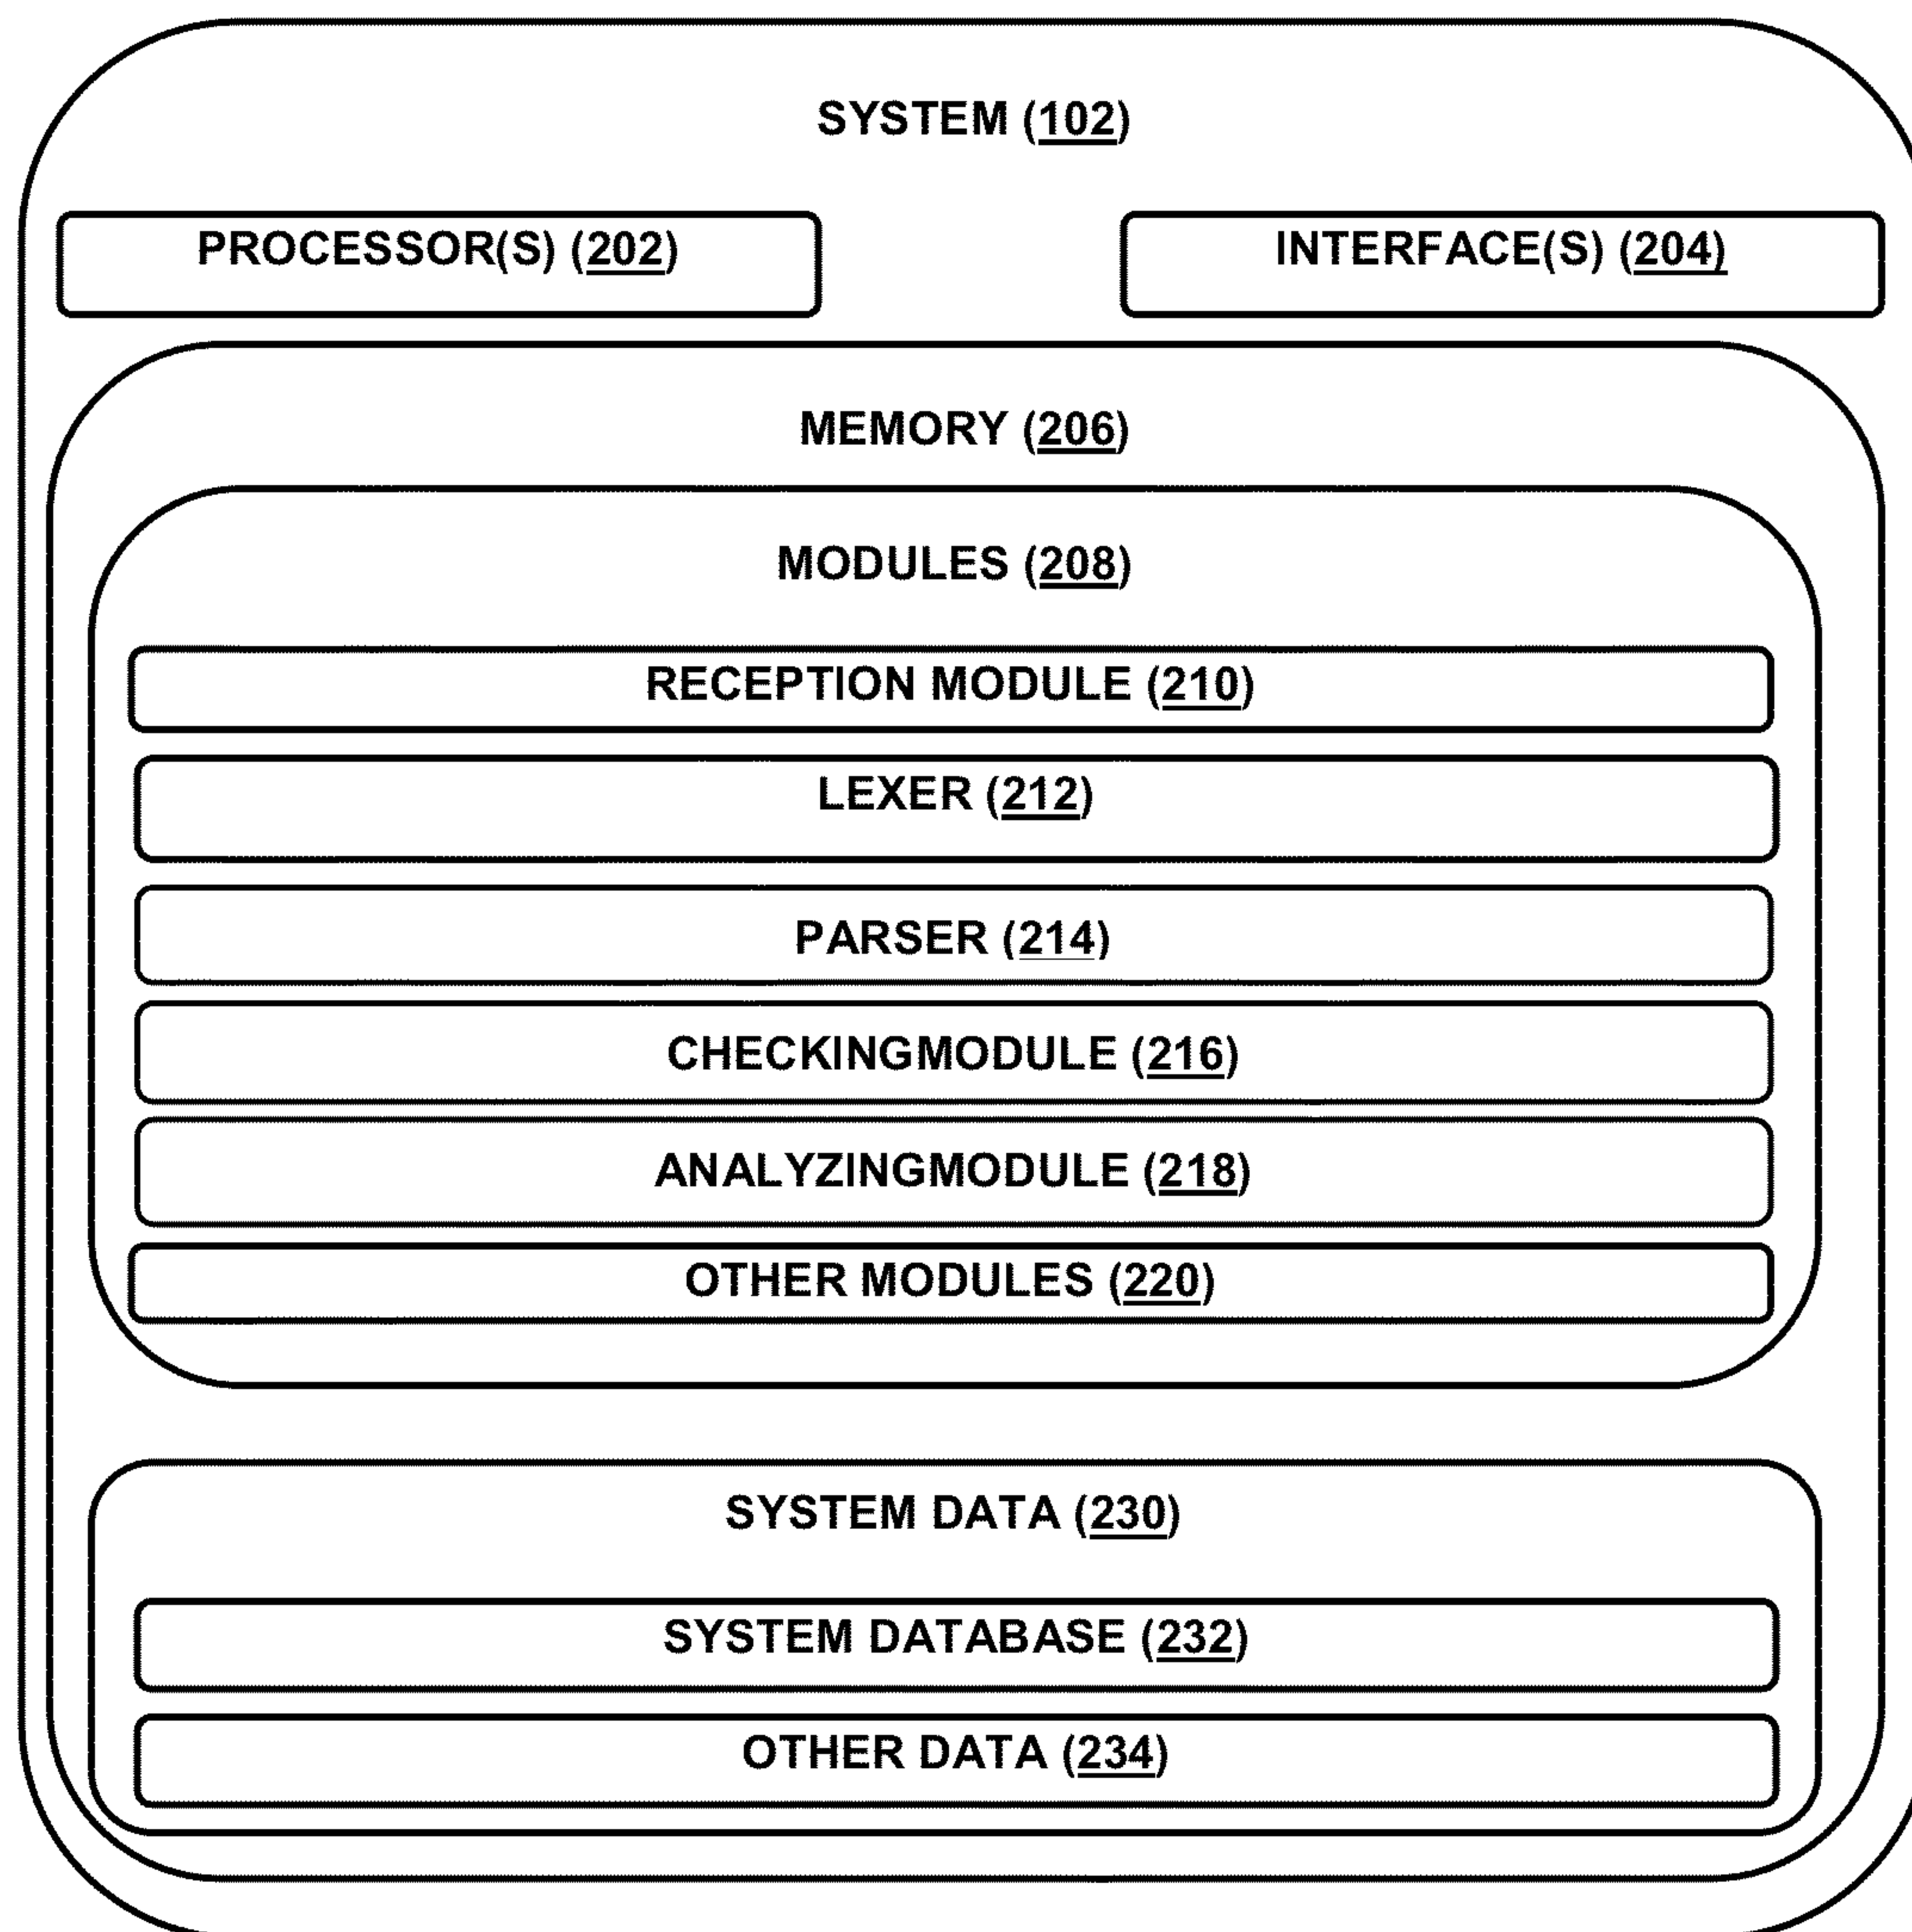 SYSTEM (102)
PROCESSOR(S) (202)
INTERFACE(S) (204)
MEMORY (206)
MODULES (208)
RECEPTION MODULE (210)
LEXER (212)
PARSER (214)
CHECKINGMODULE (216)
ANALYZINGMODULE (218)
OTHER MODULES (220)
SYSTEM DATA (230)
SYSTEM DATABASE (232)
OTHER DATA (234)